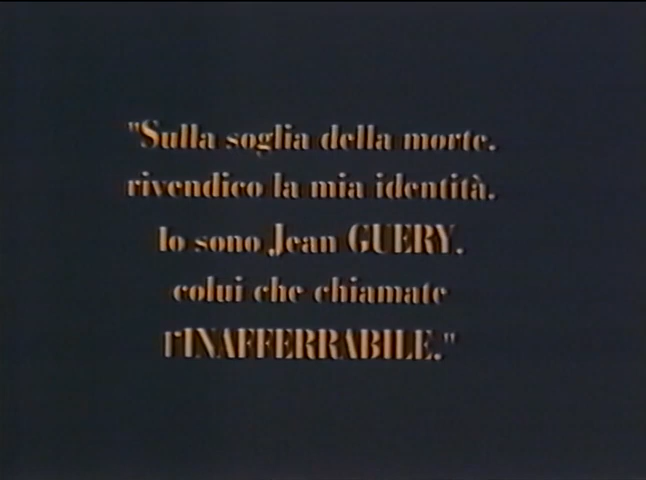 "Sulla soglia della morte,
rivendico la mia identità.
Io sono Jean GUERY,
colui che chiamate
l'INAFFERRABILE."